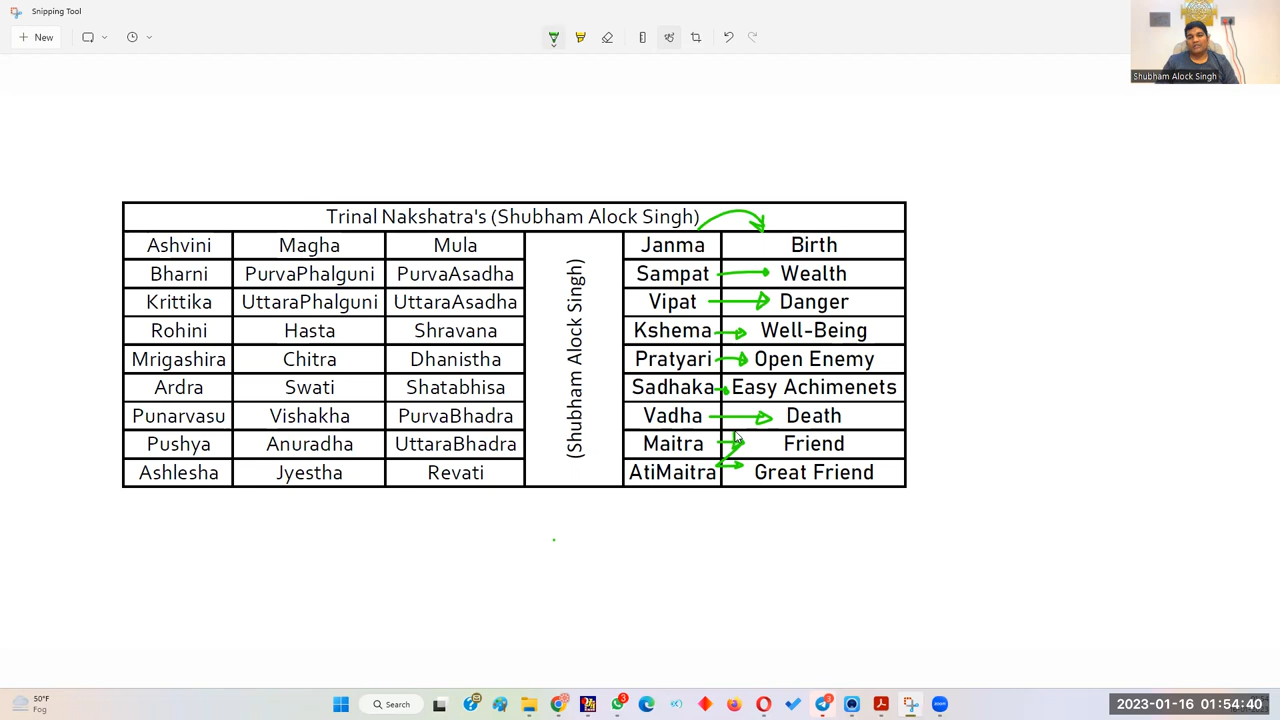 Snipping Tool
New
Shubham Alock Singh
Trinal Nakshatra's (Shubham Alock Singh)
Ashvini Magha Mula Janma Birth
Bharni PurvaPhalguni PurvaAsadha Sampat Wealth
Krittika UttaraPhalguni UttaraAsadha Vipat Danger
Rohini Hasta Shravana Kshema Well-Being
Mrigashira Chitra Dhanistha Pratyari Open Enemy
Ardra Swati Shatabhisa Sadhaka Easy Achimenets
Punarvasu Vishakha PurvaBhadra Vadha Death
Pushya Anuradha UttaraBhadra Maitra Friend
Ashlesha Jyestha Revati AtiMaitra Great Friend
(Shubham Alock Singh)
50°F
Fog
Search
3
3
2023-01-16 01:54:40